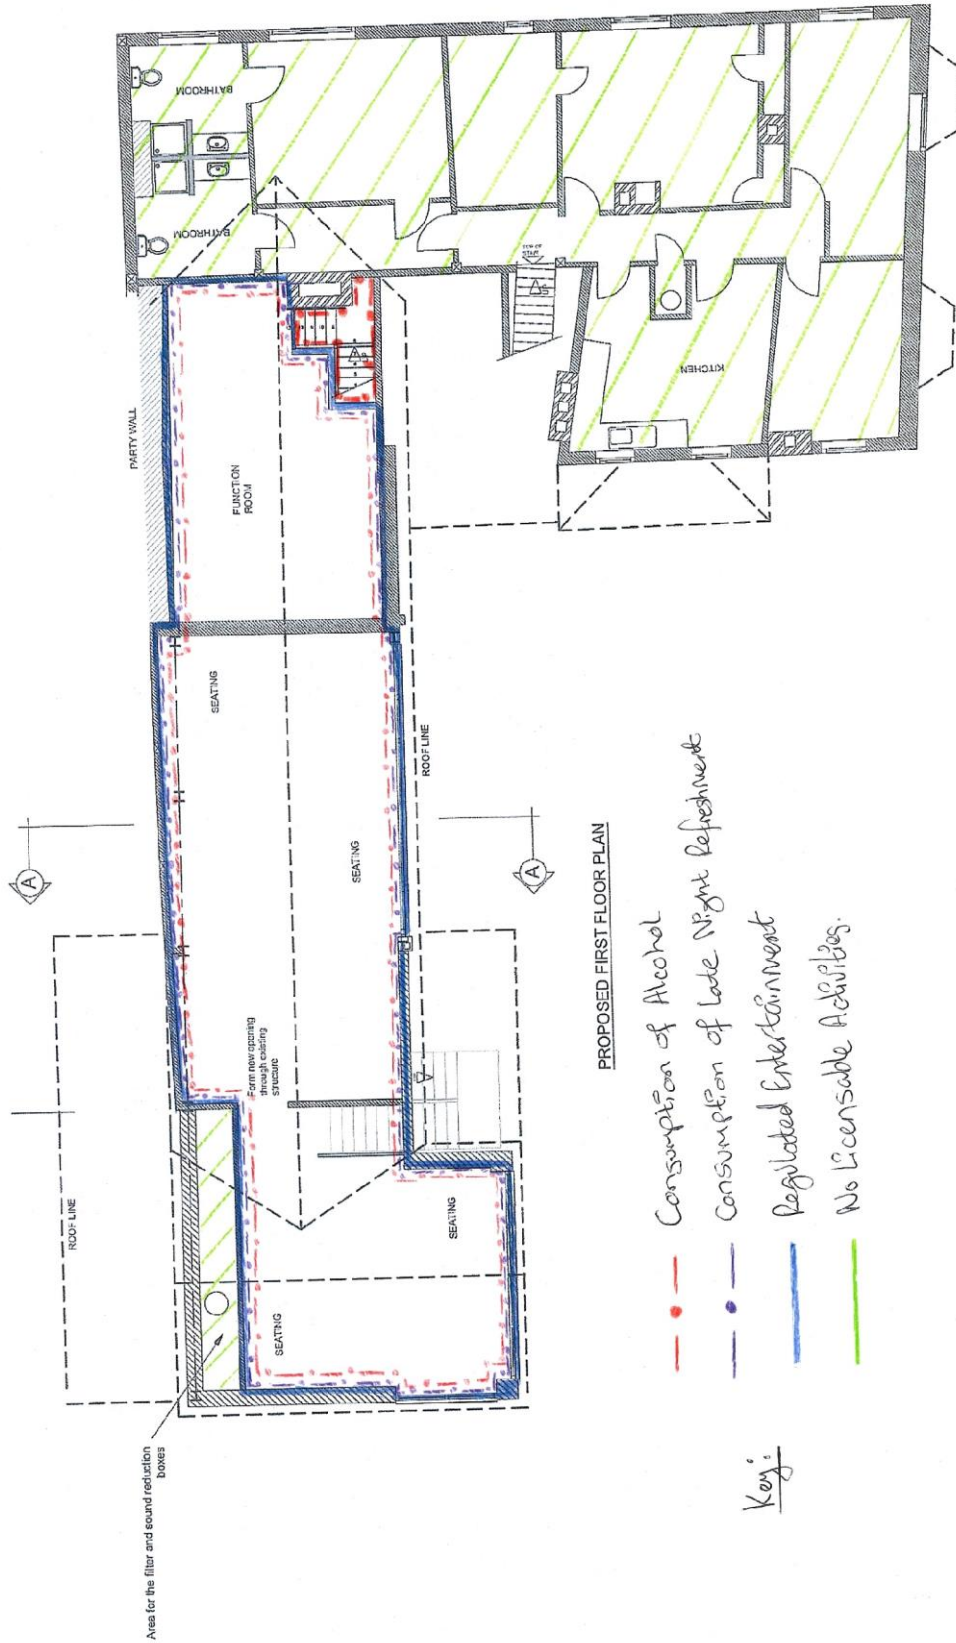 BATHROOM
BATHROOM
PARTY WALL
FUNCTION
ROOM
KITCHEN
SEATING
SEATING
ROOF LINE
A
A
ROOF LINE
Form new opening
through existing
structure
SEATING
SEATING
Area for the filter and sound reduction
boxes
PROPOSED FIRST FLOOR PLAN
Key:
Consumption of Alcohol
Consumption of Late Night Refreshment
Regulated Entertainment
No Licensable Activities.